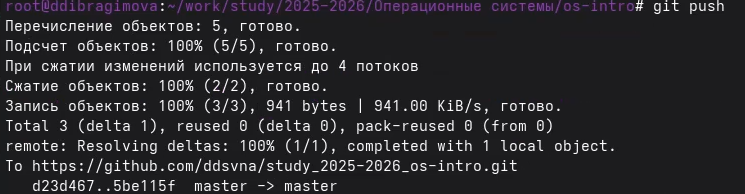 root@ddibragimova:~/work/study/2025-2026/Операционные системы/os-intro# git push
Перечисление объектов: 5, готово.
Подсчет объектов: 100% (5/5), готово.
При сжатии изменений используется до 4 потоков
Сжатие объектов: 100% (2/2), готово.
Запись объектов: 100% (3/3), 941 bytes | 941.00 KiB/s, готово.
Total 3 (delta 1), reused 0 (delta 0), pack-reused 0 (from 0)
remote: Resolving deltas: 100% (1/1), completed with 1 local object.
To https://github.com/ddsvna/study_2025-2026_os-intro.git
   d23d467..5be115f  master -> master